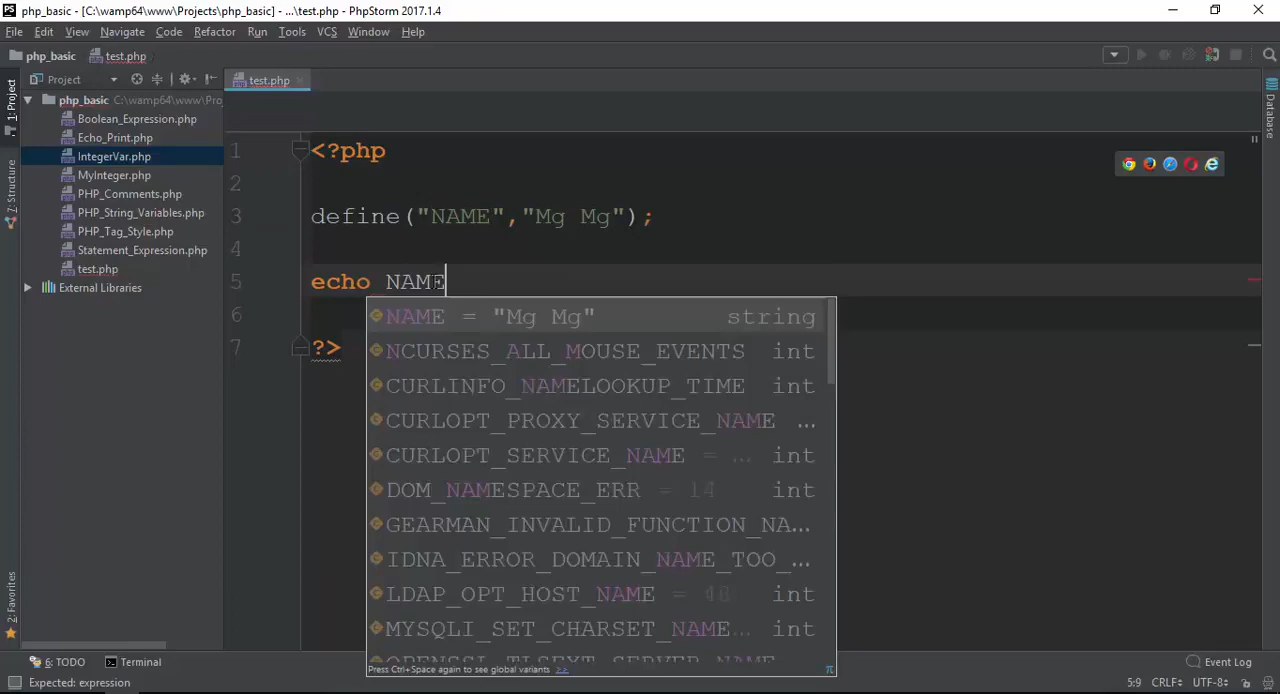 php_basic - [C:\wamp64\www\Projects\php_basic] - ...\test.php - PhpStorm 2017.1.4
File Edit View Navigate Code Refactor Run Tools VCS Window Help
php_basic test.php
1: Project
Project
test.php
php_basic C:\wamp64\www\Pro
Boolean_Expression.php
Echo_Print.php
IntegerVar.php
MyInteger.php
PHP_Comments.php
PHP_String_Variables.php
PHP_Tag_Style.php
Statement_Expression.php
test.php
External Libraries
Z: Structure
2: Favorites
Database
1 <?php
2
3 define("NAME","Mg Mg");
4
5 echo NAME
6
7 ?>
NAME = "Mg Mg" string
NCURSES_ALL_MOUSE_EVENTS int
CURLINFO_NAMELOOKUP_TIME int
CURLOPT_PROXY_SERVICE_NAME ...
CURLOPT_SERVICE_NAME = ... int
DOM_NAMESPACE_ERR = 14 int
GEARMAN_INVALID_FUNCTION_NA...
IDNA_ERROR_DOMAIN_NAME_TOO_...
LDAP_OPT_HOST_NAME = 48 int
MYSQLI_SET_CHARSET_NAME... int
OPENSSL_TLSEXT_SERVER_NAME
Press Ctrl+Space again to see global variants >> π
6: TODO Terminal Event Log
Expected: expression 5:9 CRLF UTF-8